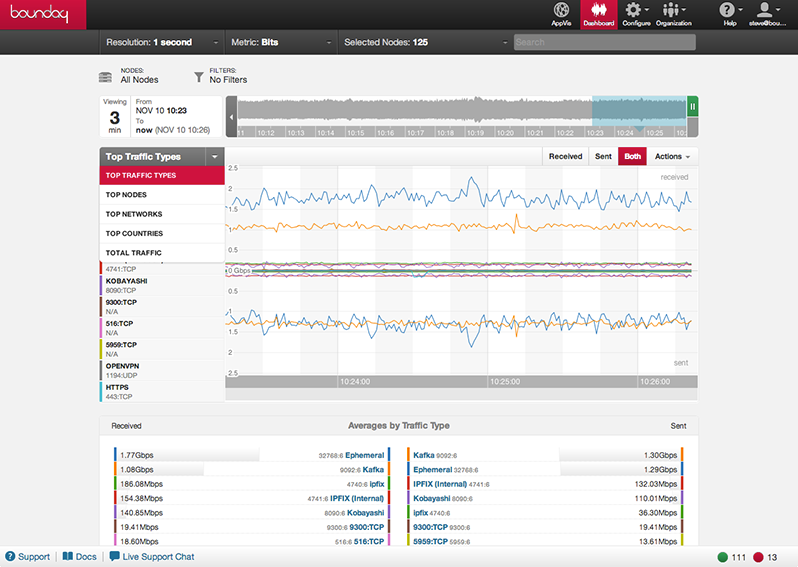 boundary
AppVis
Dashboard
Configure
Organization
Help
steve@bou...
Resolution: 1 second
Metric: Bits
Selected Nodes: 125
Search
NODES:
All Nodes
FILTERS:
No Filters
Viewing
3
min
From
NOV 10 10:23
To
now (NOV 10 10:26)
11 10:12 10:13 10:14 10:15 10:16 10:17 10:18 10:19 10:20 10:21 10:22 10:23 10:24 10:25 10:
Top Traffic Types
Received Sent Both Actions
TOP TRAFFIC TYPES
TOP NODES
TOP NETWORKS
TOP COUNTRIES
TOTAL TRAFFIC
4741:TCP
KOBAYASHI
8090:TCP
9300:TCP
N/A
516:TCP
N/A
5959:TCP
N/A
OPENVPN
1194:UDP
HTTPS
443:TCP
2.5
received
2
1.5
1
0.5
0 Gbps
0.5
1
1.5
2
sent
2.5
10:24:00 10:25:00 10:26:00
Received Averages by Traffic Type Sent
1.77Gbps 32768:6 Ephemeral Kafka 9092:6 1.30Gbps
1.08Gbps 9092:6 Kafka Ephemeral 32768:6 1.29Gbps
186.08Mbps 4740:6 ipfix IPFIX (Internal) 4741:6 132.03Mbps
154.38Mbps 4741:6 IPFIX (Internal) Kobayashi 8090:6 110.01Mbps
140.85Mbps 8090:6 Kobayashi ipfix 4740:6 36.30Mbps
19.41Mbps 9300:6 9300:TCP 9300:TCP 9300:6 19.41Mbps
18.60Mbps 516:6 516:TCP 5959:TCP 5959:6 13.61Mbps
Support Docs Live Support Chat 111 13